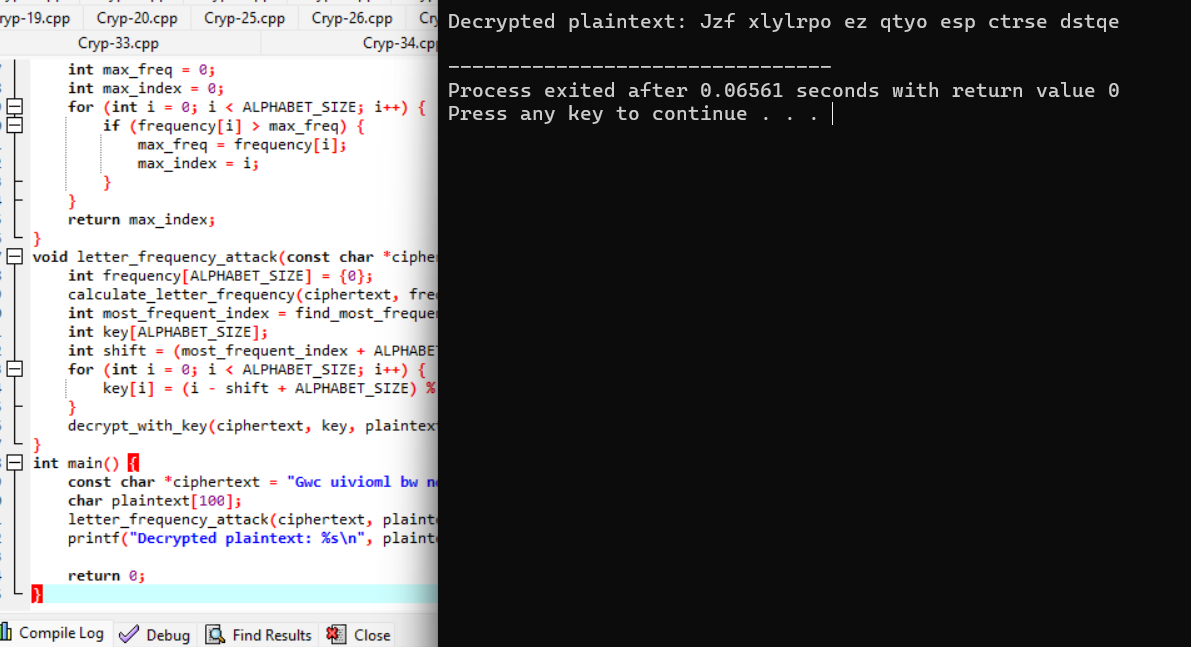 ryp-19.cpp Cryp-20.cpp Cryp-25.cpp Cryp-26.cpp Cry
Cryp-33.cpp Cryp-34.cpp
int max_freq = 0;
int max_index = 0;
for (int i = 0; i < ALPHABET_SIZE; i++) {
if (frequency[i] > max_freq) {
max_freq = frequency[i];
max_index = i;
}
}
return max_index;
}
void letter_frequency_attack(const char *cipher
int frequency[ALPHABET_SIZE] = {0};
calculate_letter_frequency(ciphertext, fre
int most_frequent_index = find_most_freque
int key[ALPHABET_SIZE];
int shift = (most_frequent_index + ALPHABE
for (int i = 0; i < ALPHABET_SIZE; i++) {
key[i] = (i - shift + ALPHABET_SIZE) %
}
decrypt_with_key(ciphertext, key, plaintex
}
int main() {
const char *ciphertext = "Gwc uivioml bw n
char plaintext[100];
letter_frequency_attack(ciphertext, plainte
printf("Decrypted plaintext: %s\n", plainte
return 0;
}
Compile Log Debug Find Results Close
Decrypted plaintext: Jzf xlylrpo ez qtyo esp ctrse dstqe
--------------------------------
Process exited after 0.06561 seconds with return value 0
Press any key to continue . . .